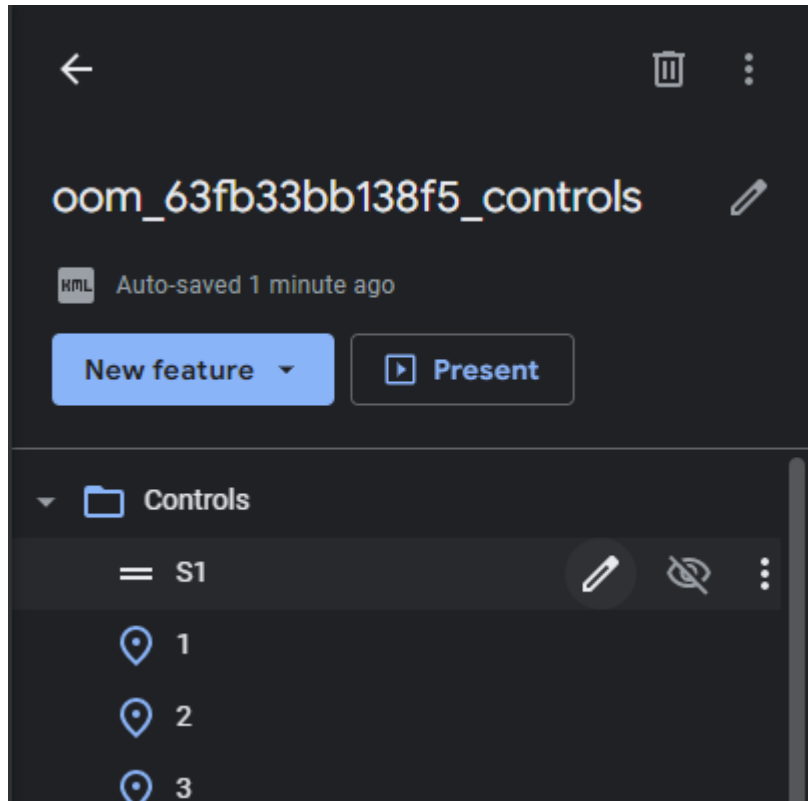 oom_63fb33bb138f5_controls
KML Auto-saved 1 minute ago
New feature Present
Controls
S1
1
2
3